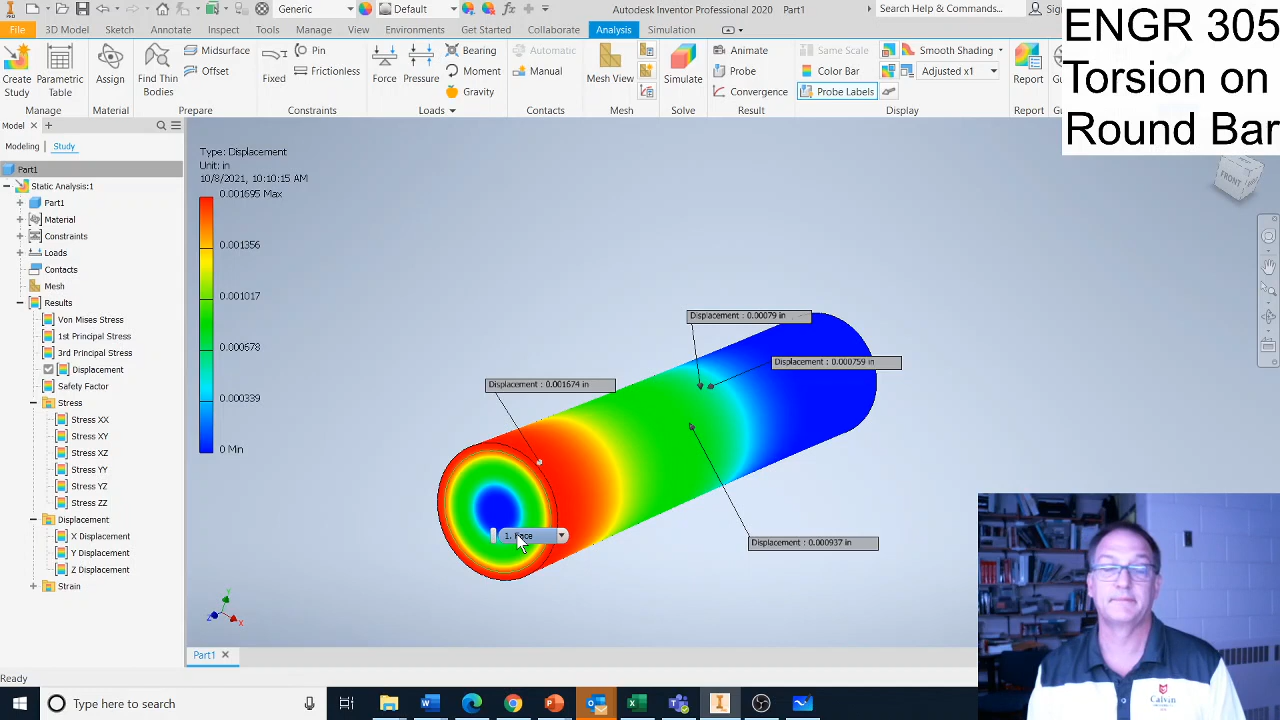 Generic
Default
Autodesk Inventor Professional 2020 Part1
Search Help & Commands...
ENGR 305
Torsion on
Round Bar
File 3D Model Sketch Annotate Inspect Tools Manage View Environments Get Started Collaborate Analysis Simulation
Create Study
Parametric Table
Assign
Find Thin Bodies
Midsurface
Offset
Fixed
Pin
Frictionless
Force
Pressure
Bearing
Moment
Gravity
Automatic
Manual
Mesh View
Simulate
Animate
Probe
Convergence
Same Scale
Color Bar
Probe Labels
Smooth Shading
Adjusted x1
Report
Manage Material Prepare Constraints Loads Contacts Mesh Solve Result Display Report
Model
Modeling Study
Part1
Static Analysis:1
Part1
Material
Constraints
Loads
Contacts
Mesh
Results
Von Mises Stress
1st Principal Stress
3rd Principal Stress
Displacement
Safety Factor
Stress
Stress XX
Stress XY
Stress XZ
Stress YY
Stress YZ
Stress ZZ
Displacement
X Displacement
Y Displacement
Z Displacement
Strain
Type: Displacement
Unit: in
10/8/2021, 10:10:15 AM
0.001695 Max
0.001356
0.001017
0.000678
0.000339
0 Min
Displacement : 0.00079 in
Displacement : 0.000759 in
Displacement : 0.001674 in
Displacement : 0.000937 in
1. Face
FRONT
Y
Z
X
Part1
Ready
Type here to search
Calvin